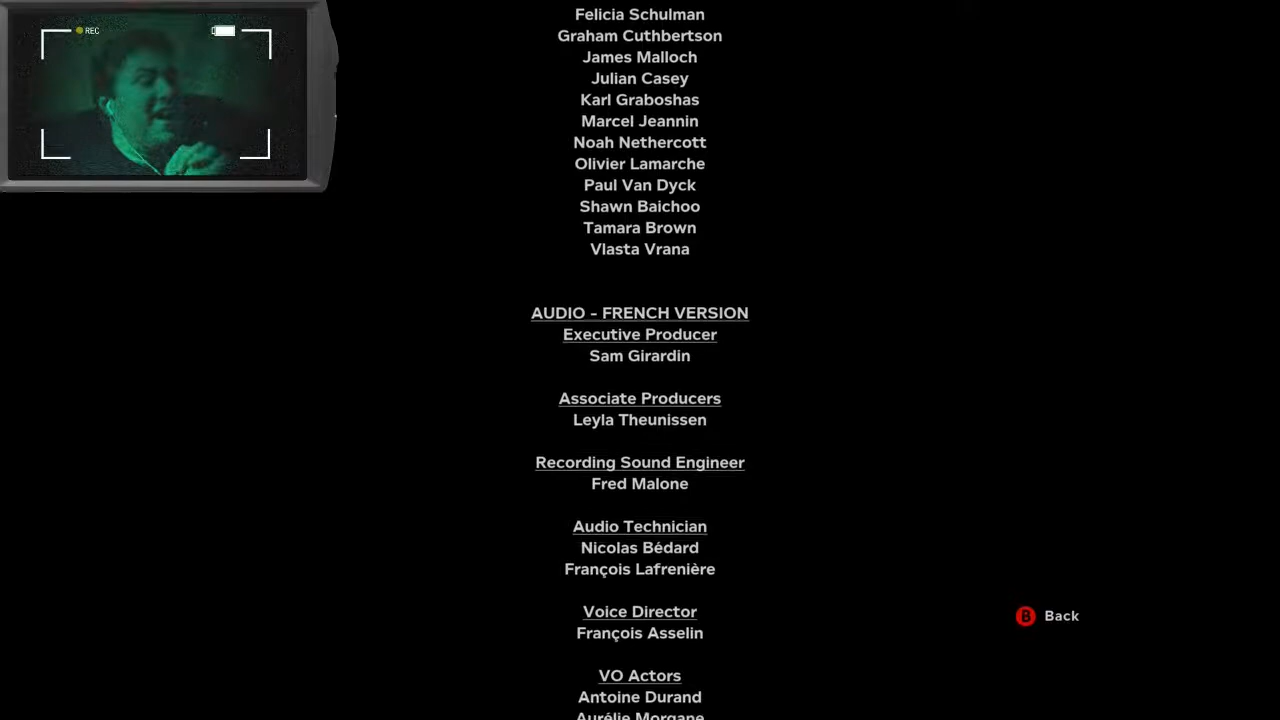 REC
Felicia Schulman
Graham Cuthbertson
James Malloch
Julian Casey
Karl Graboshas
Marcel Jeannin
Noah Nethercott
Olivier Lamarche
Paul Van Dyck
Shawn Baichoo
Tamara Brown
Vlasta Vrana
AUDIO - FRENCH VERSION
Executive Producer
Sam Girardin
Associate Producers
Leyla Theunissen
Recording Sound Engineer
Fred Malone
Audio Technician
Nicolas Bédard
François Lafrenière
Voice Director
François Asselin
B Back
VO Actors
Antoine Durand
Aurélie Morgane